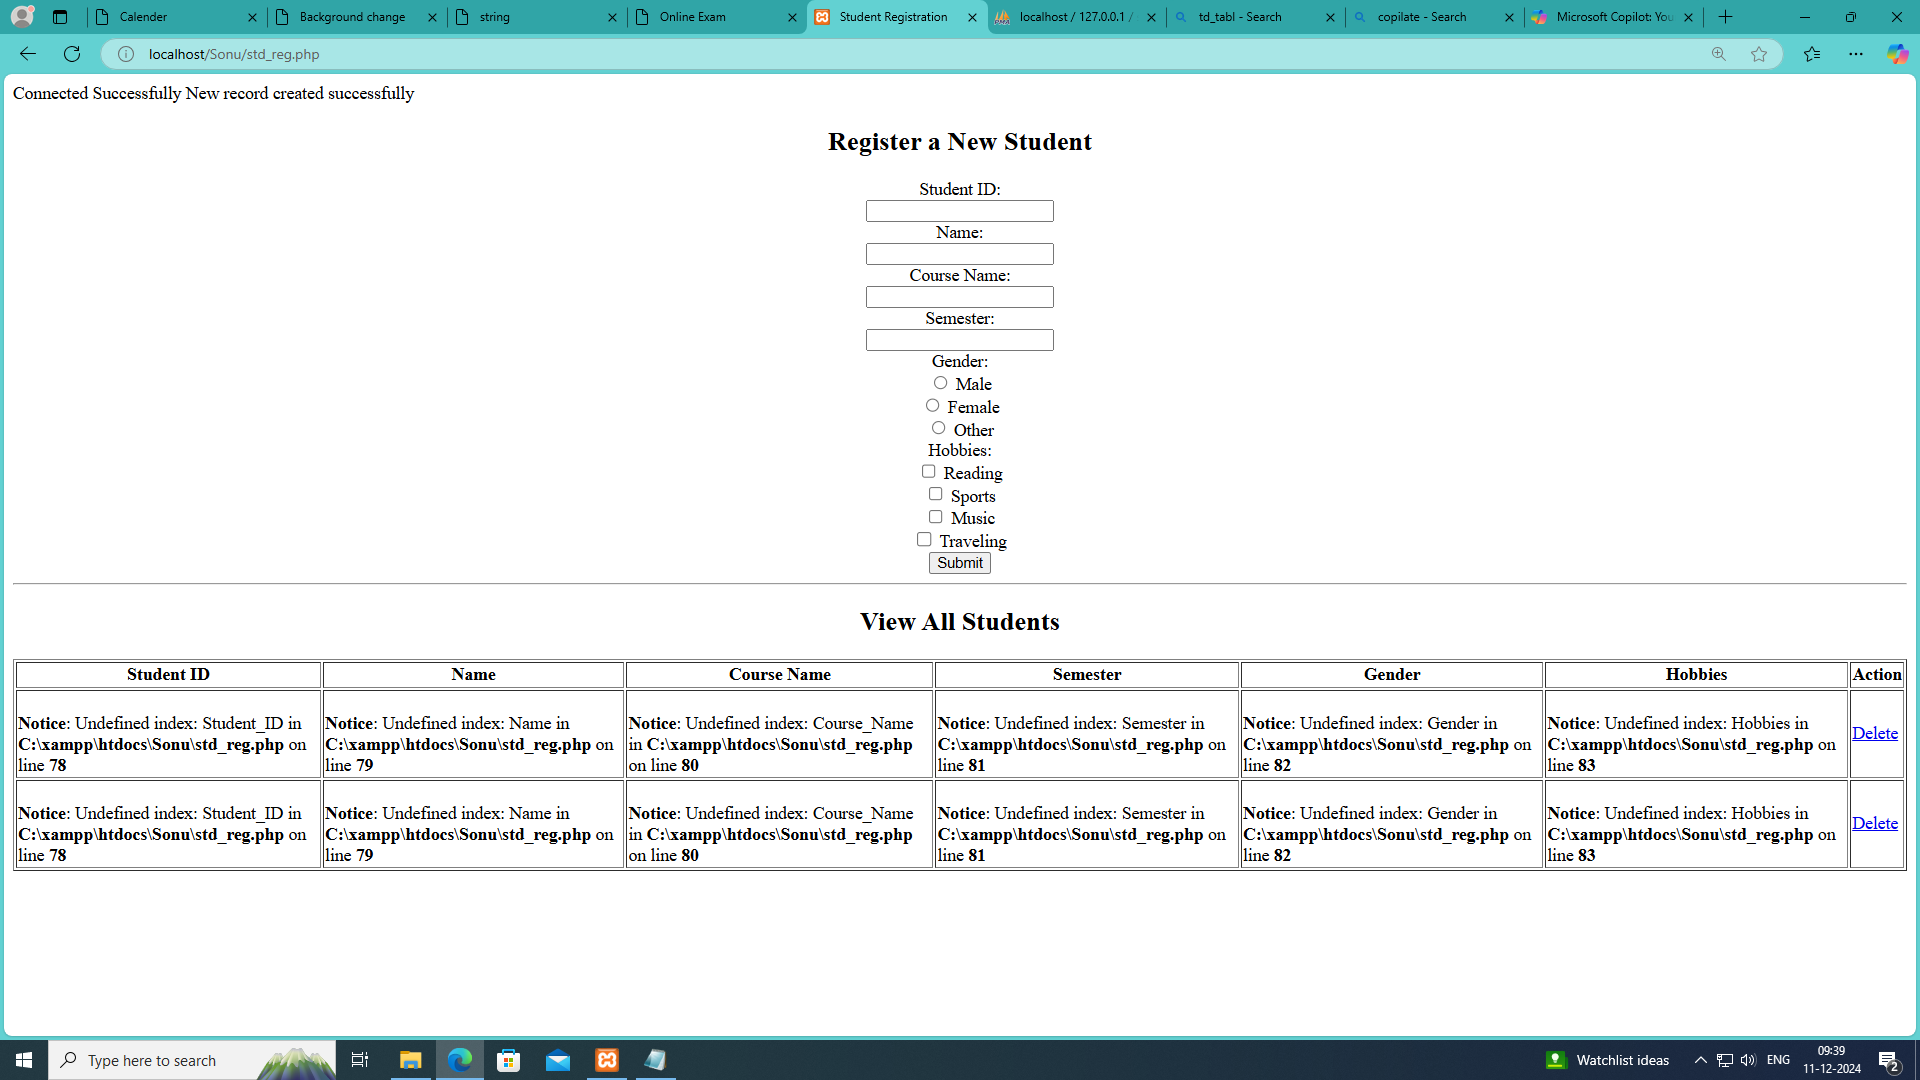 Calender
Background change
string
Online Exam
Student Registration
localhost / 127.0.0.1 /
td_tabl - Search
copilate - Search
Microsoft Copilot: You
localhost/Sonu/std_reg.php
Connected Successfully New record created successfully
Register a New Student
Student ID:
Name:
Course Name:
Semester:
Gender:
Male
Female
Other
Hobbies:
Reading
Sports
Music
Traveling
Submit
View All Students
Student ID Name Course Name Semester Gender Hobbies Action
Notice: Undefined index: Student_ID in
C:\xampp\htdocs\Sonu\std_reg.php on
line 78
Notice: Undefined index: Name in
C:\xampp\htdocs\Sonu\std_reg.php on
line 79
Notice: Undefined index: Course_Name
in C:\xampp\htdocs\Sonu\std_reg.php
on line 80
Notice: Undefined index: Semester in
C:\xampp\htdocs\Sonu\std_reg.php on
line 81
Notice: Undefined index: Gender in
C:\xampp\htdocs\Sonu\std_reg.php on
line 82
Notice: Undefined index: Hobbies in
C:\xampp\htdocs\Sonu\std_reg.php on
line 83
Delete
Notice: Undefined index: Student_ID in
C:\xampp\htdocs\Sonu\std_reg.php on
line 78
Notice: Undefined index: Name in
C:\xampp\htdocs\Sonu\std_reg.php on
line 79
Notice: Undefined index: Course_Name
in C:\xampp\htdocs\Sonu\std_reg.php
on line 80
Notice: Undefined index: Semester in
C:\xampp\htdocs\Sonu\std_reg.php on
line 81
Notice: Undefined index: Gender in
C:\xampp\htdocs\Sonu\std_reg.php on
line 82
Notice: Undefined index: Hobbies in
C:\xampp\htdocs\Sonu\std_reg.php on
line 83
Delete
Type here to search
Watchlist ideas
ENG
09:39
11-12-2024
2